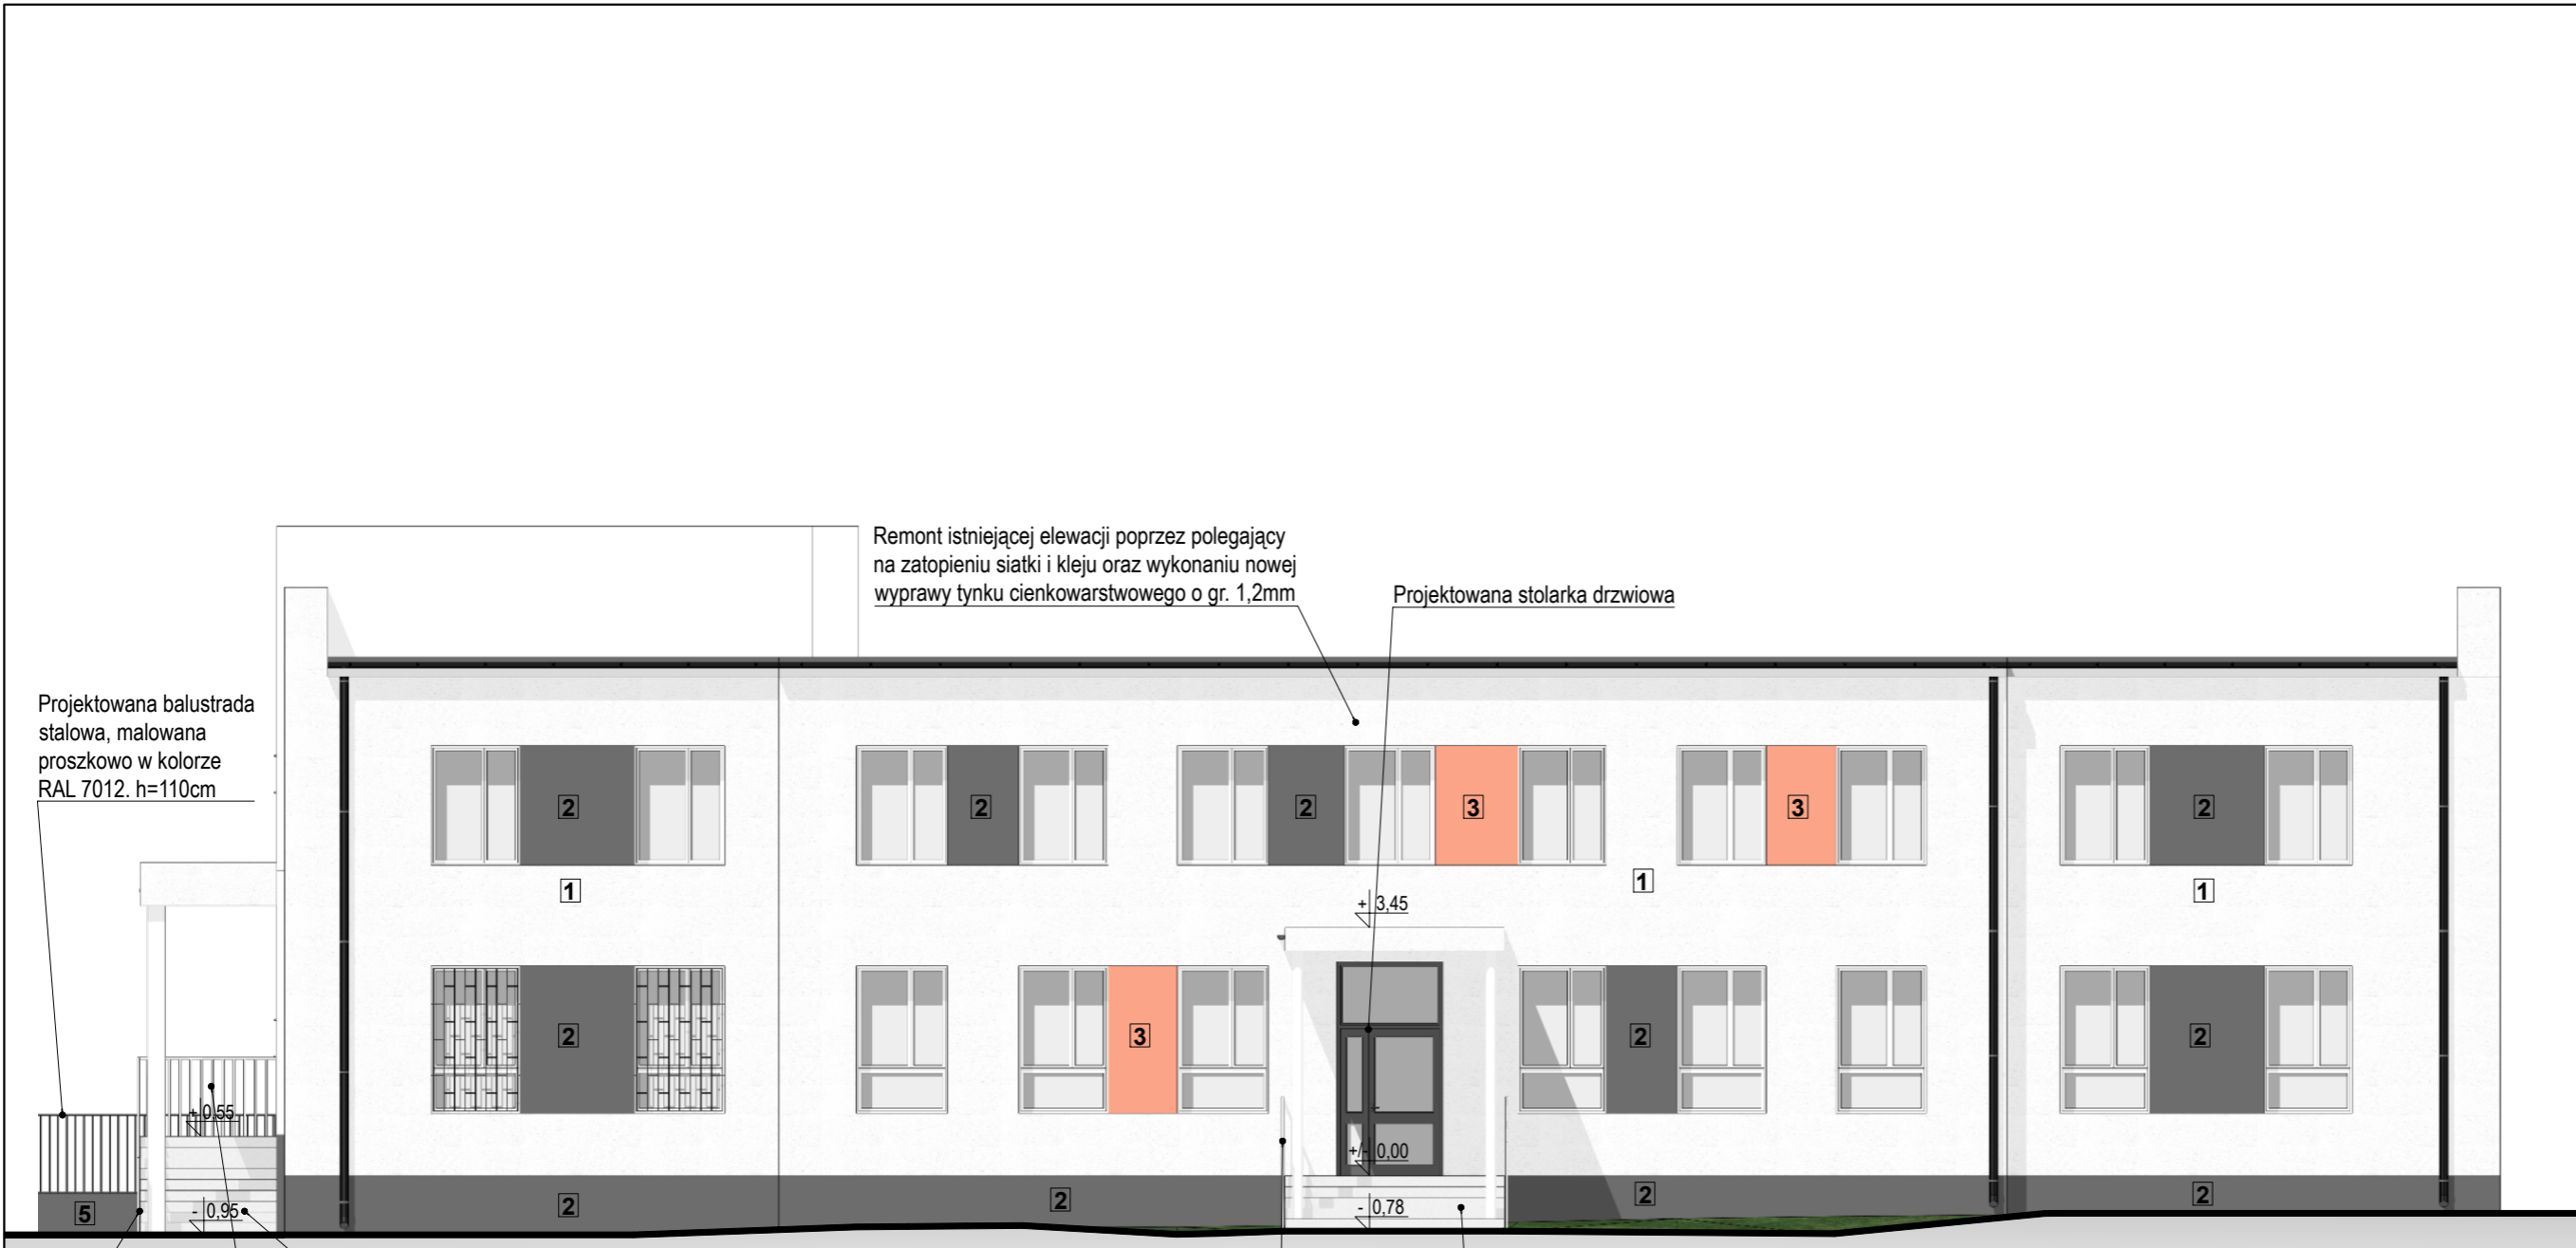 Remont istniejącej elewacji poprzez polegający
na zatopieniu siatki i kleju oraz wykonaniu nowej
wyprawy tynku cienkowarstwowego o gr. 1,2mm
Projektowana stolarka drzwiowa
Projektowana balustrada
stalowa, malowana
proszkowo w kolorze
RAL 7012. h=110cm
2
2
2
3
3
2
1
1
1
+ 3,45
2
3
2
2
+ 0,55
+/- 0,00
5
- 0,95
2
2
- 0,78
2
2